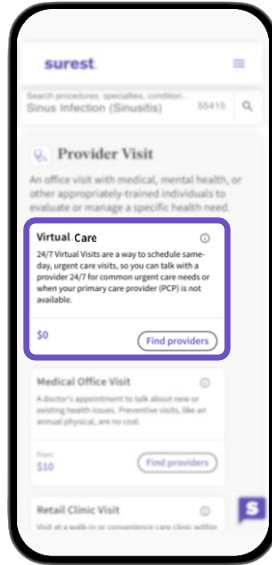 surest
Search procedures, specialties, condition...
Sinus Infection (Sinusitis) 55415
Provider Visit
An office visit with medical, mental health, or
other appropriately-trained individuals to
evaluate or manage a specific health need.
Virtual Care
24/7 Virtual Visits are a way to schedule same-
day, urgent care visits, so you can talk with a
provider 24/7 for common urgent care needs or
when your primary care provider (PCP) is not
available.
$0 Find providers
Medical Office Visit
A doctor's appointment to talk about new or
existing health issues. Preventive visits, like an
annual physical, are no cost.
From
$10 Find providers
Retail Clinic Visit
Visit at a walk-in or convenience care clinic within
S